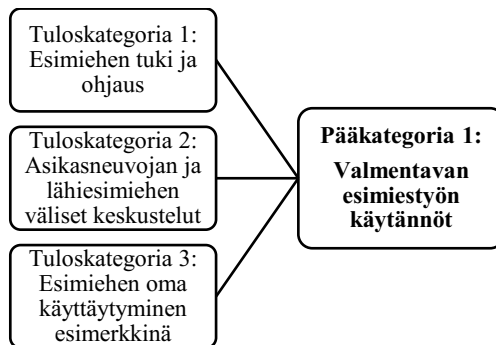 Tuloskategoria 1:
Esimiehen tuki ja
ohjaus
Tuloskategoria 2:
Asikasneuvojan ja
lähiesimiehen
väliset keskustelut
Tuloskategoria 3:
Esimiehen oma
käyttäytyminen
esimerkkinä
Pääkategoria 1:
Valmentavan
esimiestyön
käytännöt